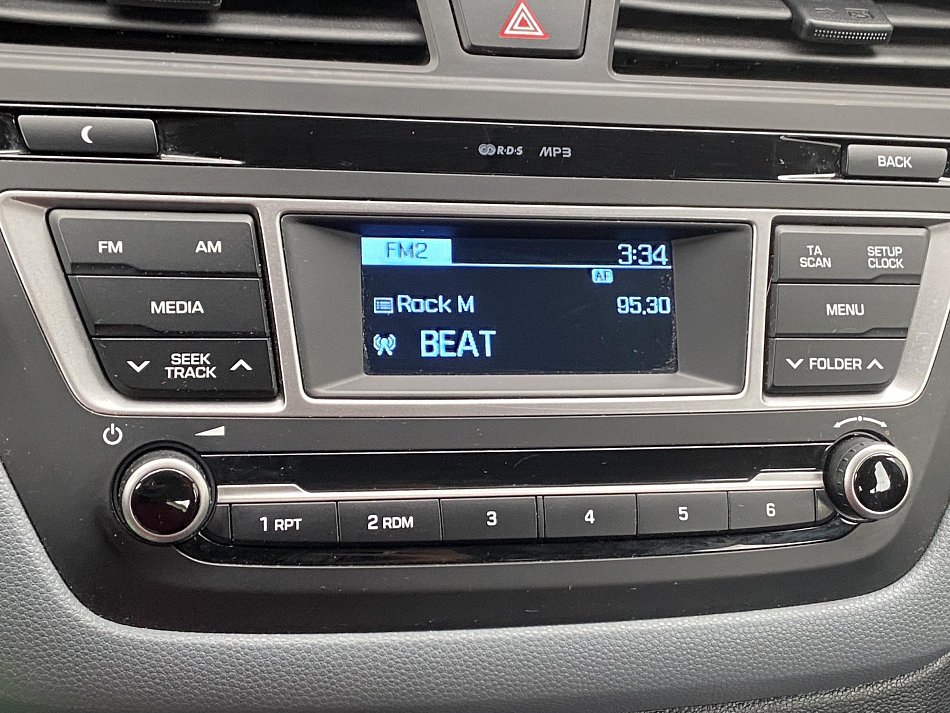 R·D·S MP3
BACK
FM AM
MEDIA
SEEK
TRACK
FM2 3:34
AF
Rock M 95,30
BEAT
TA
SCAN
SETUP
CLOCK
MENU
FOLDER
1 RPT 2 RDM 3 4 5 6